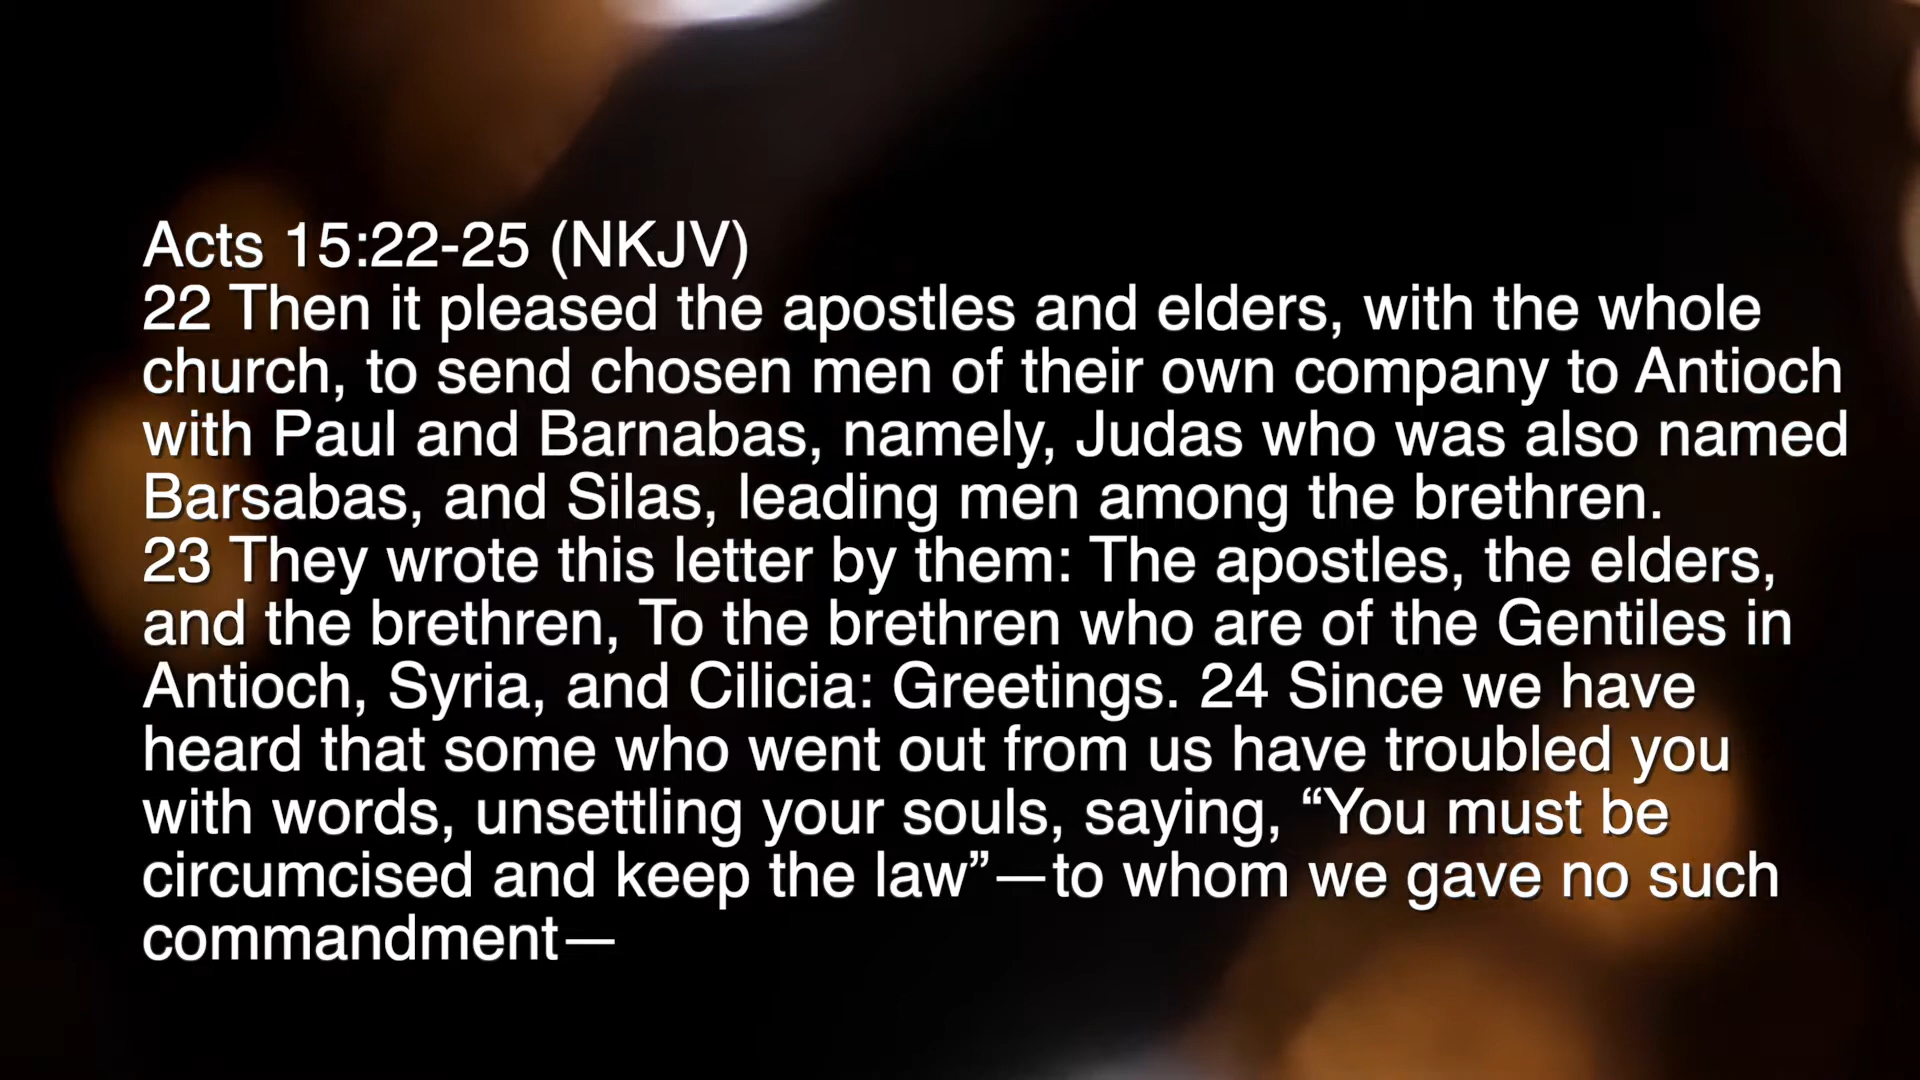 Acts 15:22-25 (NKJV)
22 Then it pleased the apostles and elders, with the whole
church, to send chosen men of their own company to Antioch
with Paul and Barnabas, namely, Judas who was also named
Barsabas, and Silas, leading men among the brethren.
23 They wrote this letter by them: The apostles, the elders,
and the brethren, To the brethren who are of the Gentiles in
Antioch, Syria, and Cilicia: Greetings. 24 Since we have
heard that some who went out from us have troubled you
with words, unsettling your souls, saying, “You must be
circumcised and keep the law”—to whom we gave no such
commandment—